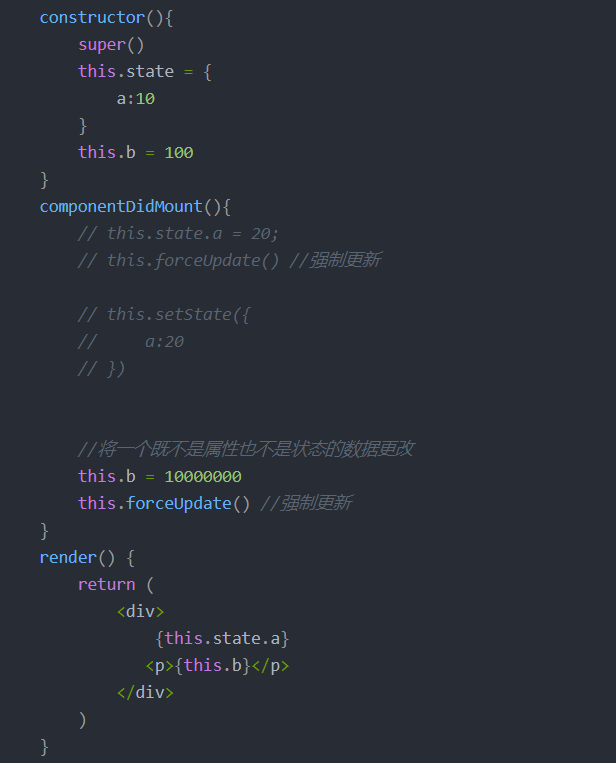 constructor(){
    super()
    this.state = {
        a:10
    }
    this.b = 100
}
componentDidMount(){
    // this.state.a = 20;
    // this.forceUpdate() //强制更新
    // this.setState({
    //     a:20
    // })
    //将一个既不是属性也不是状态的数据更改
    this.b = 10000000
    this.forceUpdate() //强制更新
}
render() {
    return (
        <div>
            {this.state.a}
           <p>{this.b}</p>
        </div>
    )
}